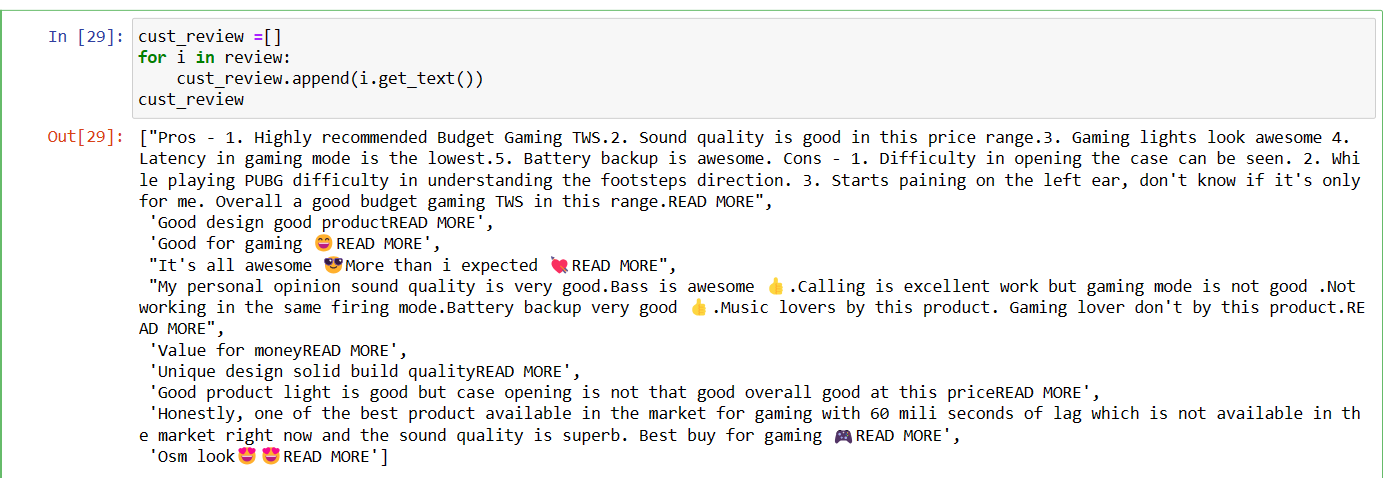 In [29]: cust_review =[]
for i in review:
    cust_review.append(i.get_text())
cust_review
Out[29]: ["Pros - 1. Highly recommended Budget Gaming TWS.2. Sound quality is good in this price range.3. Gaming lights look awesome 4.
Latency in gaming mode is the lowest.5. Battery backup is awesome. Cons - 1. Difficulty in opening the case can be seen. 2. Whi
le playing PUBG difficulty in understanding the footsteps direction. 3. Starts paining on the left ear, don't know if it's only
for me. Overall a good budget gaming TWS in this range.READ MORE",
 'Good design good productREAD MORE',
 'Good for gaming 😄READ MORE',
 "It's all awesome 😎More than i expected 💘READ MORE",
 "My personal opinion sound quality is very good.Bass is awesome 👍.Calling is excellent work but gaming mode is not good .Not
working in the same firing mode.Battery backup very good 👍.Music lovers by this product. Gaming lover don't by this product.RE
AD MORE",
 'Value for moneyREAD MORE',
 'Unique design solid build qualityREAD MORE',
 'Good product light is good but case opening is not that good overall good at this priceREAD MORE',
 'Honestly, one of the best product available in the market for gaming with 60 mili seconds of lag which is not available in th
e market right now and the sound quality is superb. Best buy for gaming 🎮READ MORE',
 'Osm look😍😍READ MORE']